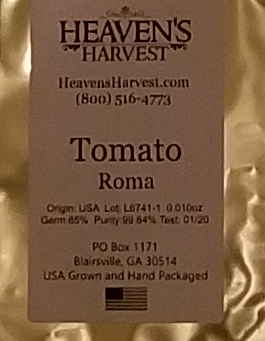 HEAVEN'S
HARVEST
HeavensHarvest.com
(800) 516-4773
Tomato
Roma
Origin: USA Lot: L6741-1 0.010oz
Germ:85% Purity:99.84% Test: 01/20
PO Box 1171
Blairsville, GA 30514
USA Grown and Hand Packaged